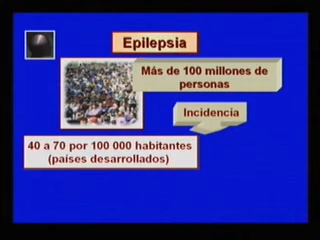 Epilepsia
Más de 100 millones de
personas
Incidencia
40 a 70 por 100 000 habitantes
(países desarrollados)